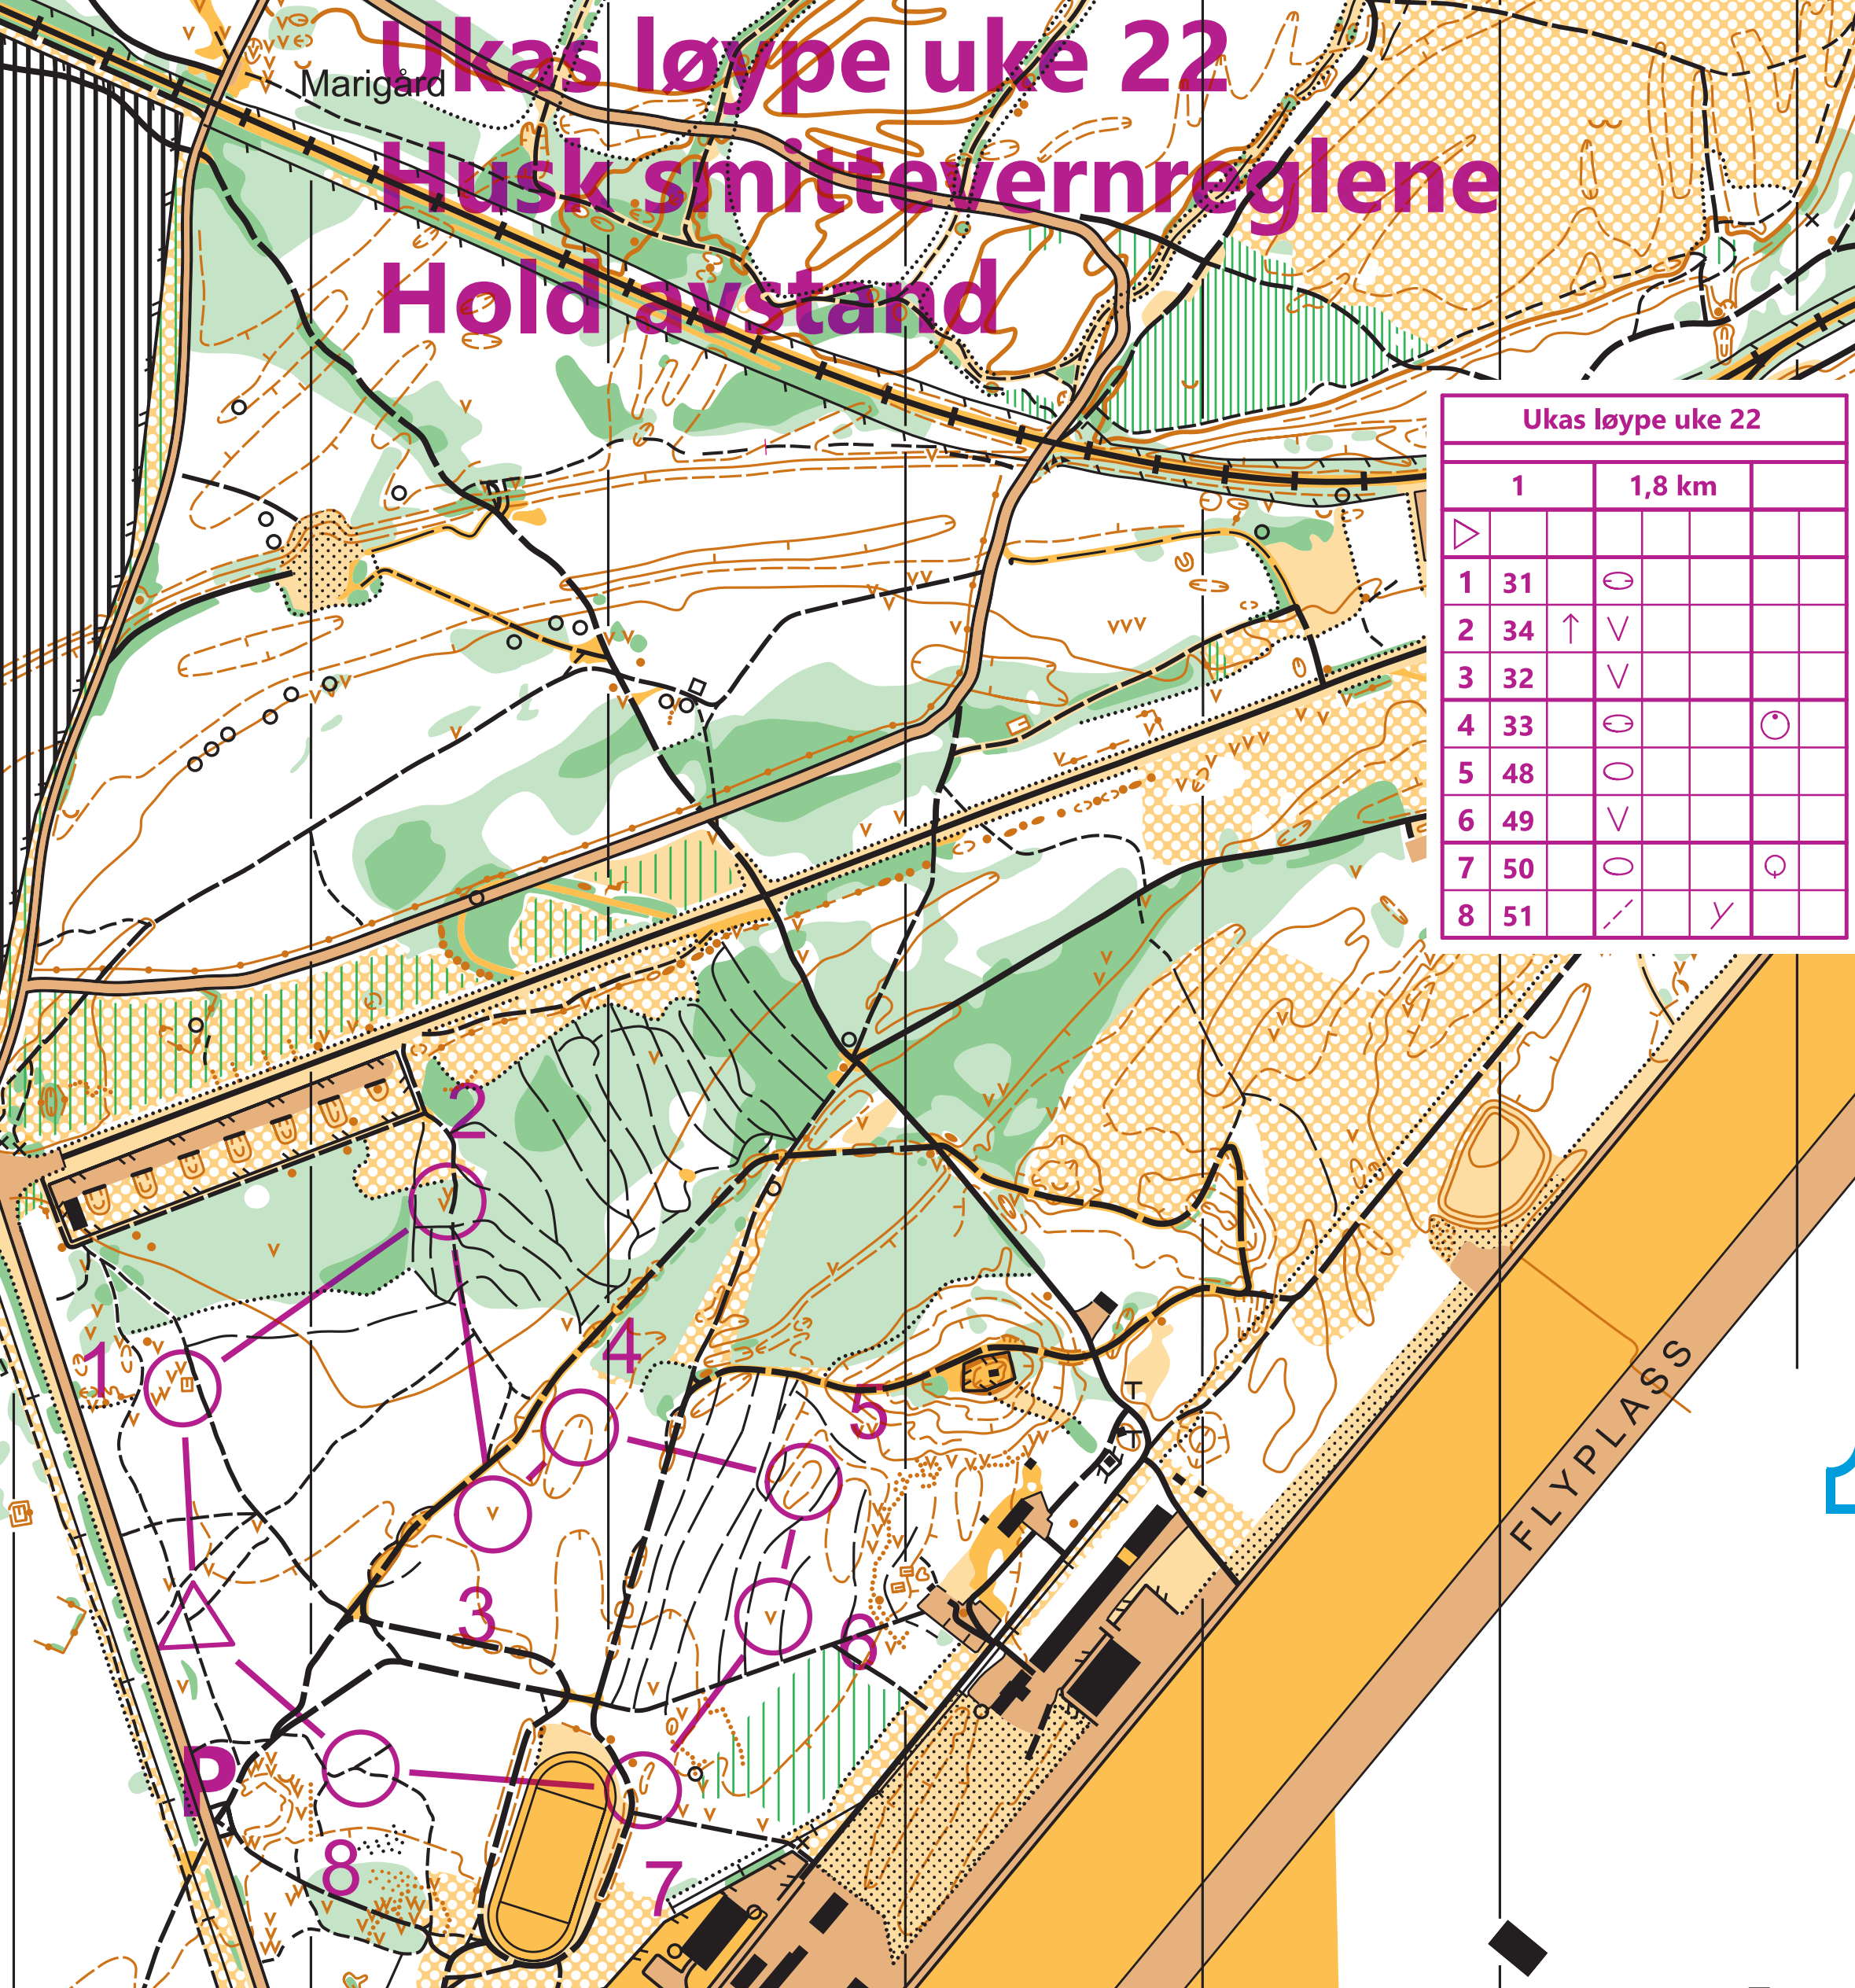 Ukas løype uke 22
Marigård
Husk smittevernreglene
Hold avstand
Ukas løype uke 22
1 1,8 km
1 31
2 34
3 32
4 33
5 48
6 49
7 50
8 51
2
1
4
5
3
6
P
8
7
FLYPLASS